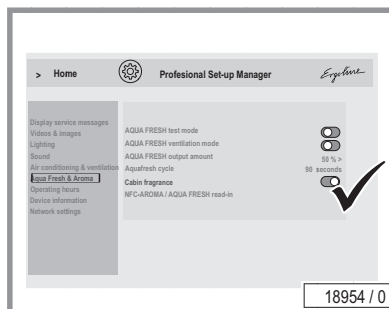 > Home Profesional Set-up Manager Ergoline
Display service messages
Videos & images
Lighting
Sound
Air conditioning & ventilation
Aqua Fresh & Aroma
Operating hours
Device information
Network settings
AQUA FRESH test mode
AQUA FRESH ventilation mode
AQUA FRESH output amount 50 % >
Aquafresh cycle 90 seconds
Cabin fragrance
NFC-AROMA / AQUA FRESH read-in
18954 / 0